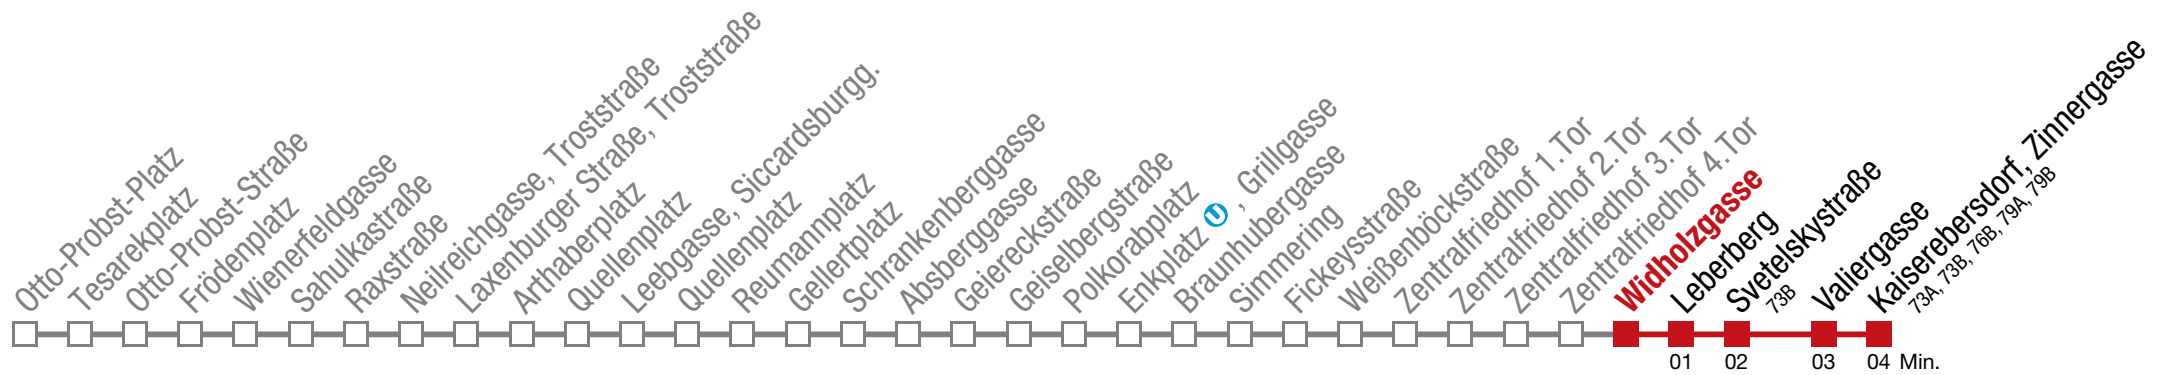 Otto-Probst-Platz
Tesarekplatz
Otto-Probst-Straße
Frödenplatz
Wienerfeldgasse
Sahulkastraße
Raxstraße
Neilreichgasse, Troststraße
Laxenburger Straße, Troststraße
Arthaberplatz
Quellenplatz
Leebgasse, Siccardsburgg.
Quellenplatz
Reumannplatz
Gellertplatz
Schrankenberggasse
Absberggasse
Geiereckstraße
Geiselbergstraße
Polkorabplatz
Enkplatz U, Grillgasse
Braunhubergasse
Simmering
Fickeysstraße
Weißenböckstraße
Zentralfriedhof 1.Tor
Zentralfriedhof 2.Tor
Zentralfriedhof 3.Tor
Zentralfriedhof 4.Tor
Widholzgasse
Leberberg
Svetelskystraße
73B
Valiergasse
Kaiserebersdorf, Zinnergasse
73A, 73B, 76B, 79A, 79B
01 02 03 04 Min.